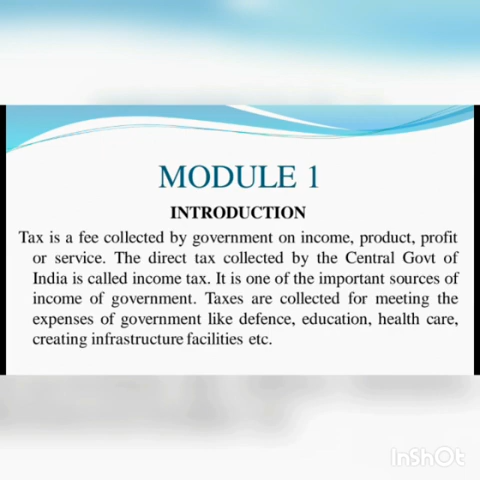 MODULE 1
INTRODUCTION
Tax is a fee collected by government on income, product, profit
or service. The direct tax collected by the Central Govt of
India is called income tax. It is one of the important sources of
income of government. Taxes are collected for meeting the
expenses of government like defence, education, health care,
creating infrastructure facilities etc.
InShOt